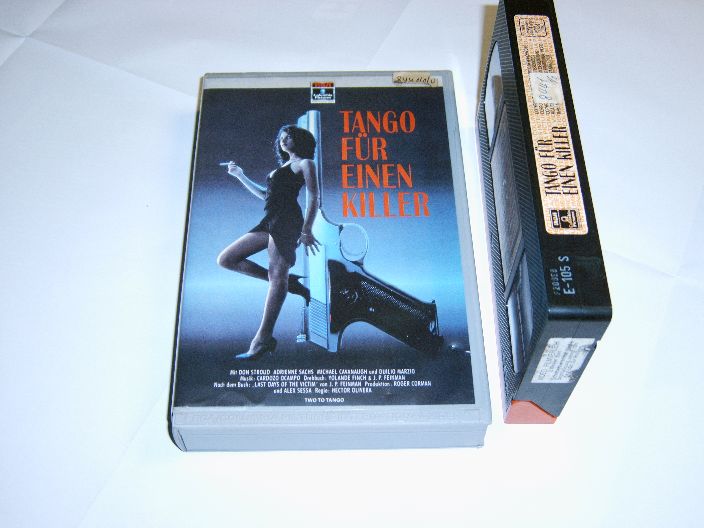 TANGO
FÜR
EINEN
KILLER
Mit DON STROUD ADRIENNE SACHS MICHAEL CAVANAUGH und DUILIO MARZIO
Musik: CARDOZO OCAMPO Drehbuch: YOLANDE FINCH & J. P. FEINMAN
Nach dem Buch: „LAST DAYS OF THE VICTIM“ von J. P. FEINMAN Produktion: ROGER CORMAN
und ALEX SESSA Regie: HECTOR OLIVERA
TWO TO TANGO
TANGO FÜR
EINEN KILLER
E-105 S